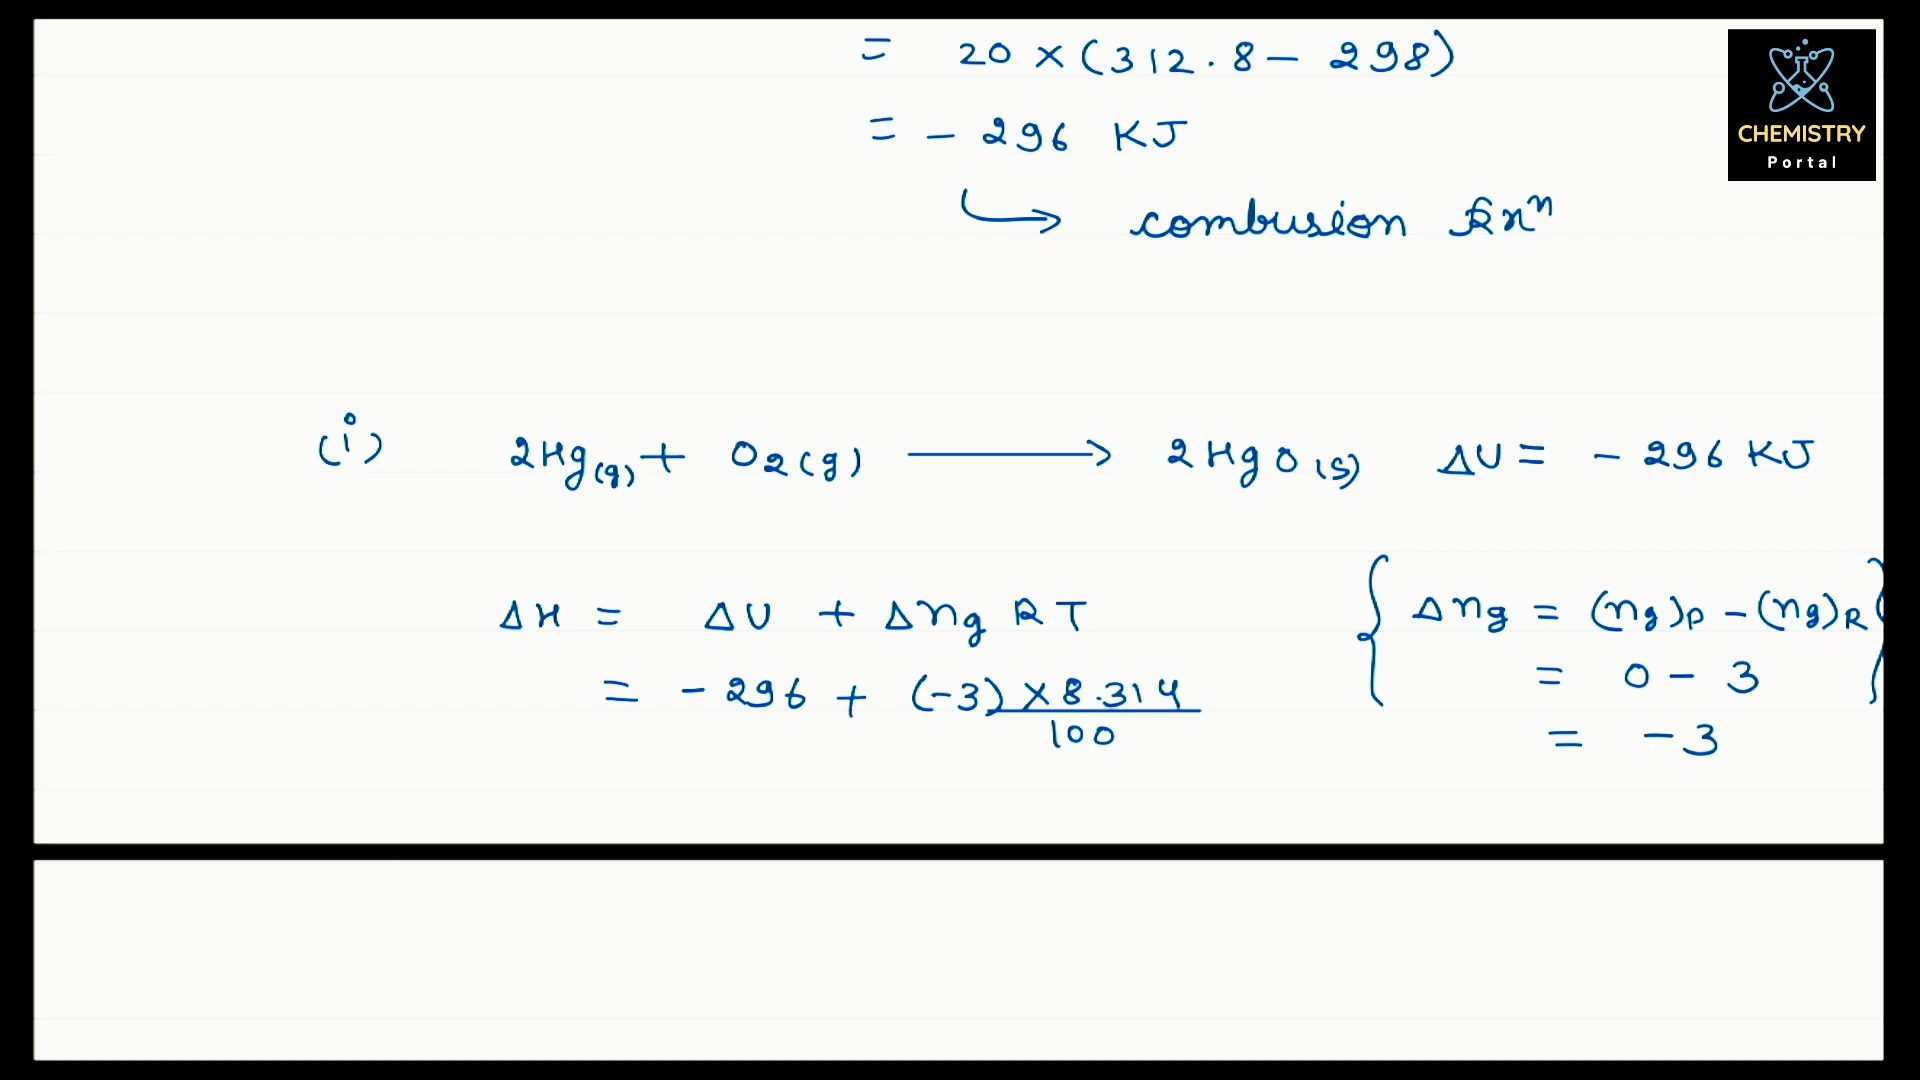 = 20 × (312.8 - 298)
= - 296 KJ
CHEMISTRY
Portal
↳ combusion Rxⁿ
(i) 2Hg(g) + O2(g) ⟶ 2HgO(s) ΔU = - 296 KJ
ΔH = ΔU + Δng RT
{ Δng = (ng)P - (ng)R }
= - 296 + (-3) × 8.314
= 0 - 3
100
= - 3